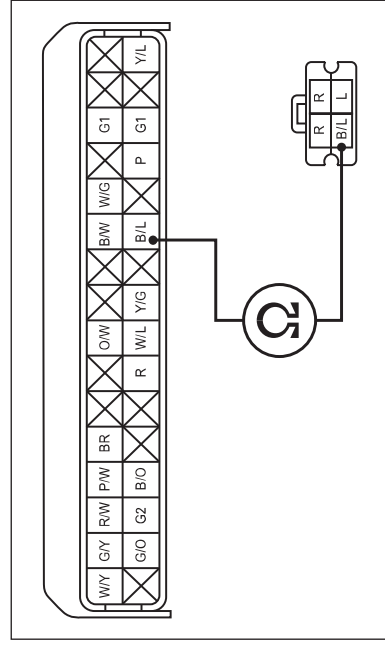 W/Y G/Y R/W P/W BR O/W B/W W/G G1
G/O G2 B/O R W/L Y/G B/L P G1 Y/L
Ω
R R
B/L L